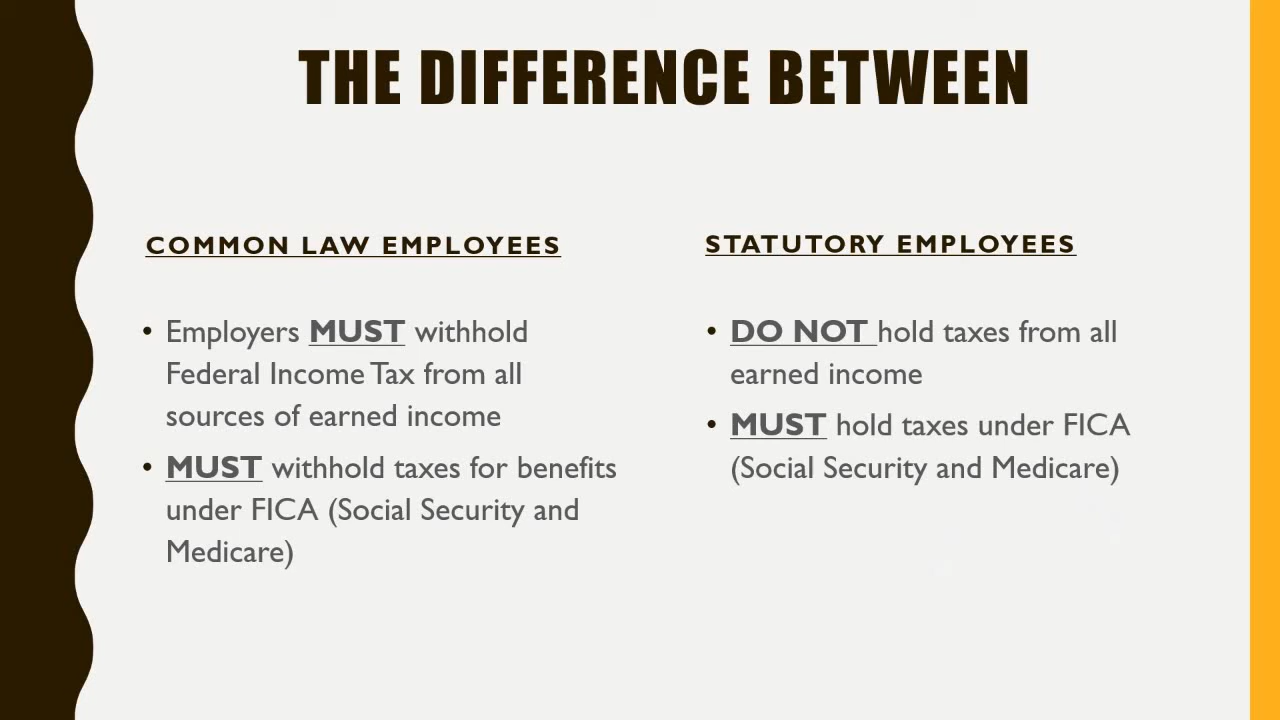 THE DIFFERENCE BETWEEN
COMMON LAW EMPLOYEES
• Employers MUST withhold
Federal Income Tax from all
sources of earned income
• MUST withhold taxes for benefits
under FICA (Social Security and
Medicare)
STATUTORY EMPLOYEES
• DO NOT hold taxes from all
earned income
• MUST hold taxes under FICA
(Social Security and Medicare)